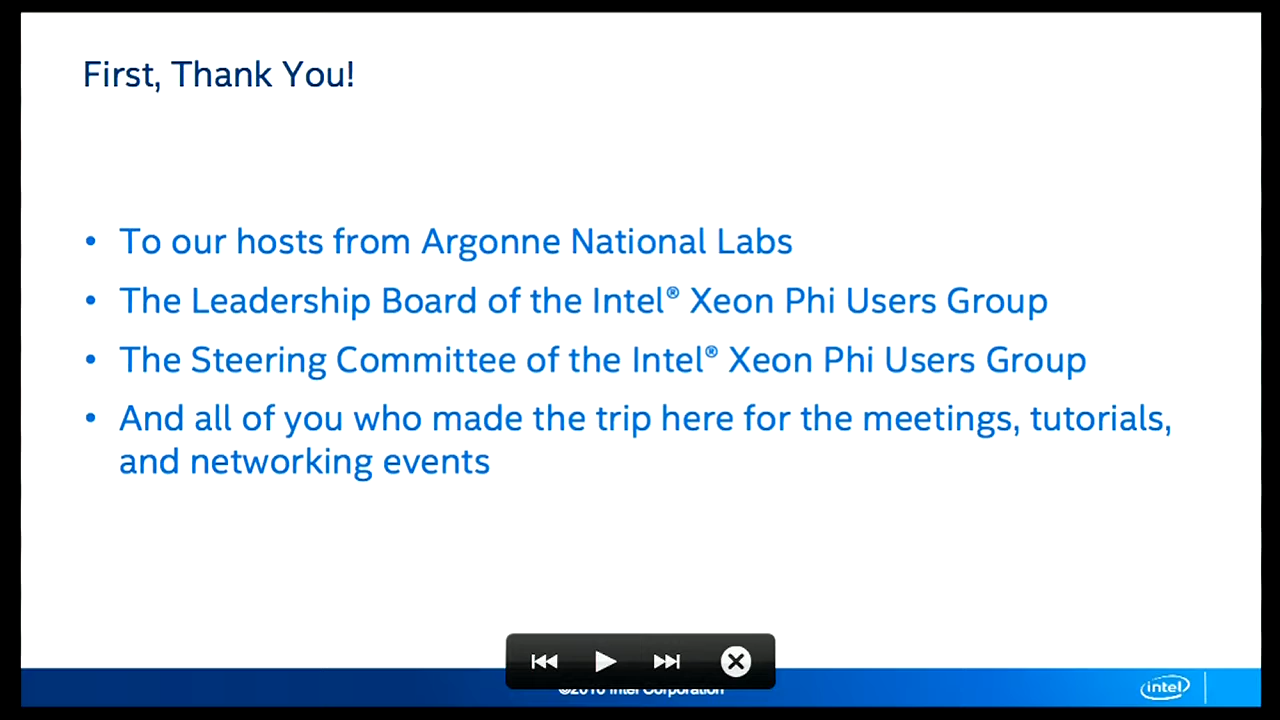 First, Thank You!
• To our hosts from Argonne National Labs
• The Leadership Board of the Intel® Xeon Phi Users Group
• The Steering Committee of the Intel® Xeon Phi Users Group
• And all of you who made the trip here for the meetings, tutorials,
and networking events
Intel Corporation
intel